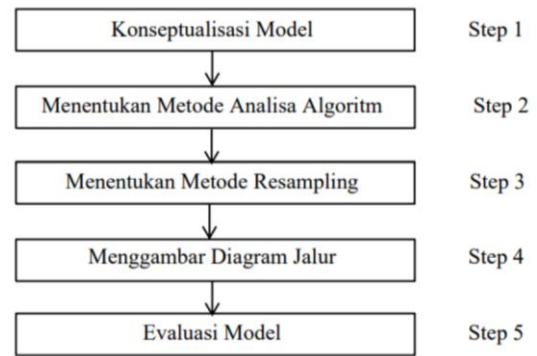 Konseptualisasi Model Step 1
Menentukan Metode Analisa Algoritm Step 2
Menentukan Metode Resampling Step 3
Menggambar Diagram Jalur Step 4
Evaluasi Model Step 5